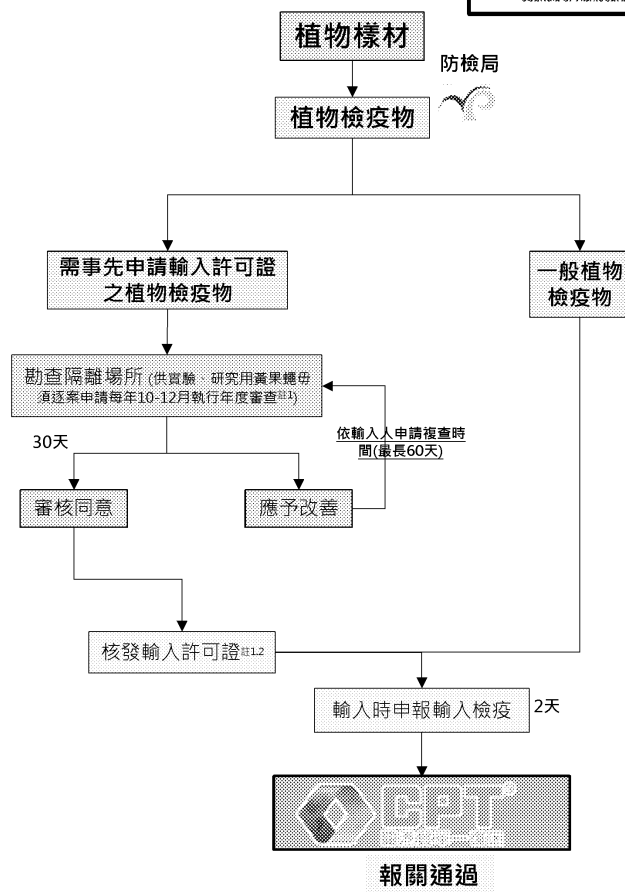 植物樣材
防檢局
植物檢疫物
需事先申請輸入許可證
之植物檢疫物
一般植物
檢疫物
勘查隔離場所 (供實驗、研究用黃果蠅毋
須逐案申請每年10-12月執行年度審查註1)
30天
依輸入人申請複查時
間(最長60天)
審核同意
應予改善
核發輸入許可證註1.2
輸入時申報輸入檢疫
2天
CPT
報關通過